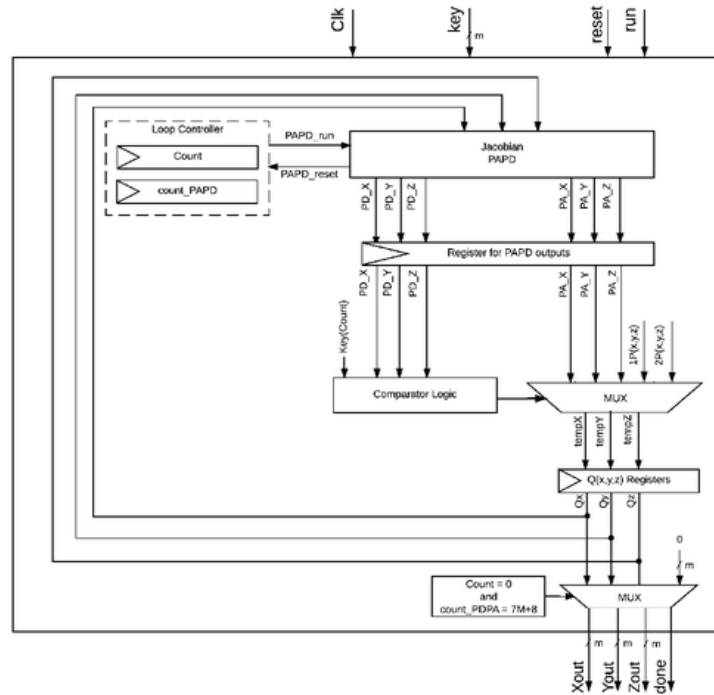 Clk
key
m
reset
run
Loop Controller
Count
count_PAPD
PAPD_run
PAPD_reset
Jacobian
PAPD
PD_X
PD_Y
PD_Z
PA_X
PA_Y
PA_Z
Register for PAPD outputs
PD_X
PD_Y
PD_Z
PA_X
PA_Y
PA_Z
Key(Count)
1P(x,y,z)
2P(x,y,z)
Comparator Logic
MUX
tempX
tempY
tempZ
Q(x,y,z) Registers
Qx
Qy
Qz
0
m
Count = 0
and
count_PDPA = 7M+8
MUX
m
m
m
Xout
Yout
Zout
done